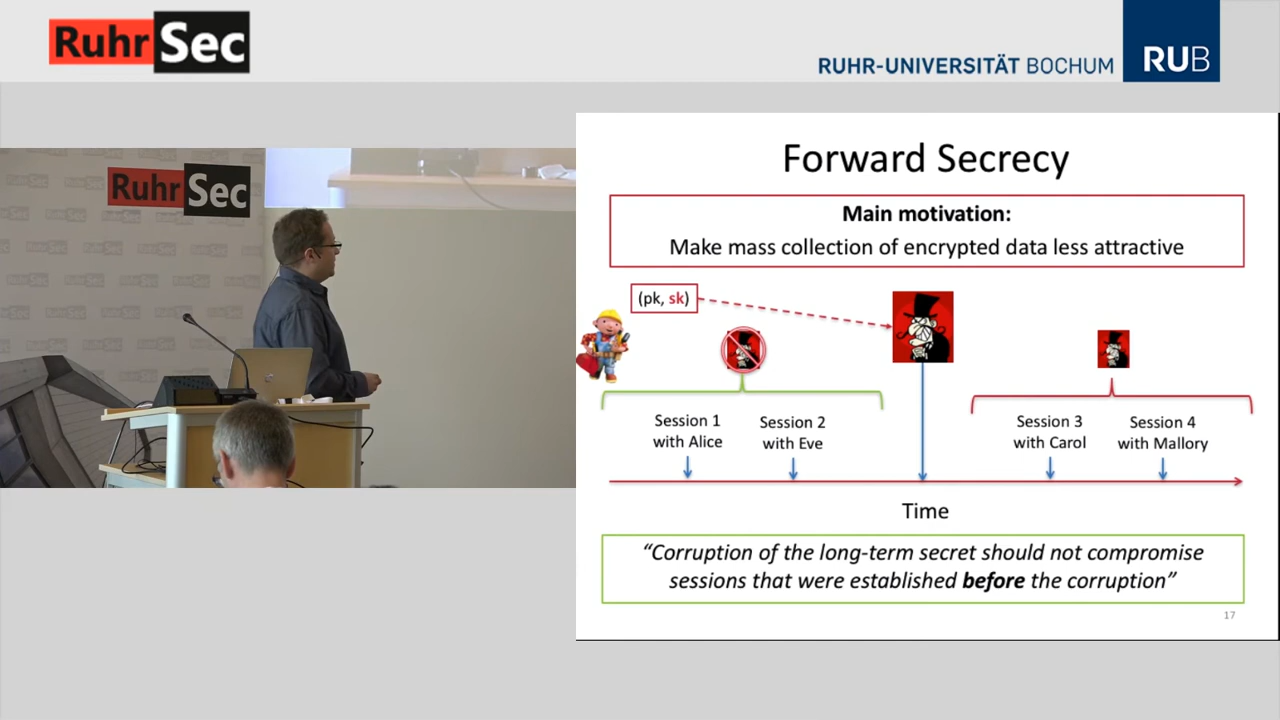 RuhrSec
RUHR-UNIVERSITÄT BOCHUM
RUB
RuhrSec
Forward Secrecy
Main motivation:
Make mass collection of encrypted data less attractive
(pk, sk)
Session 1
with Alice
Session 2
with Eve
Session 3
with Carol
Session 4
with Mallory
Time
“Corruption of the long-term secret should not compromise
sessions that were established before the corruption”
17